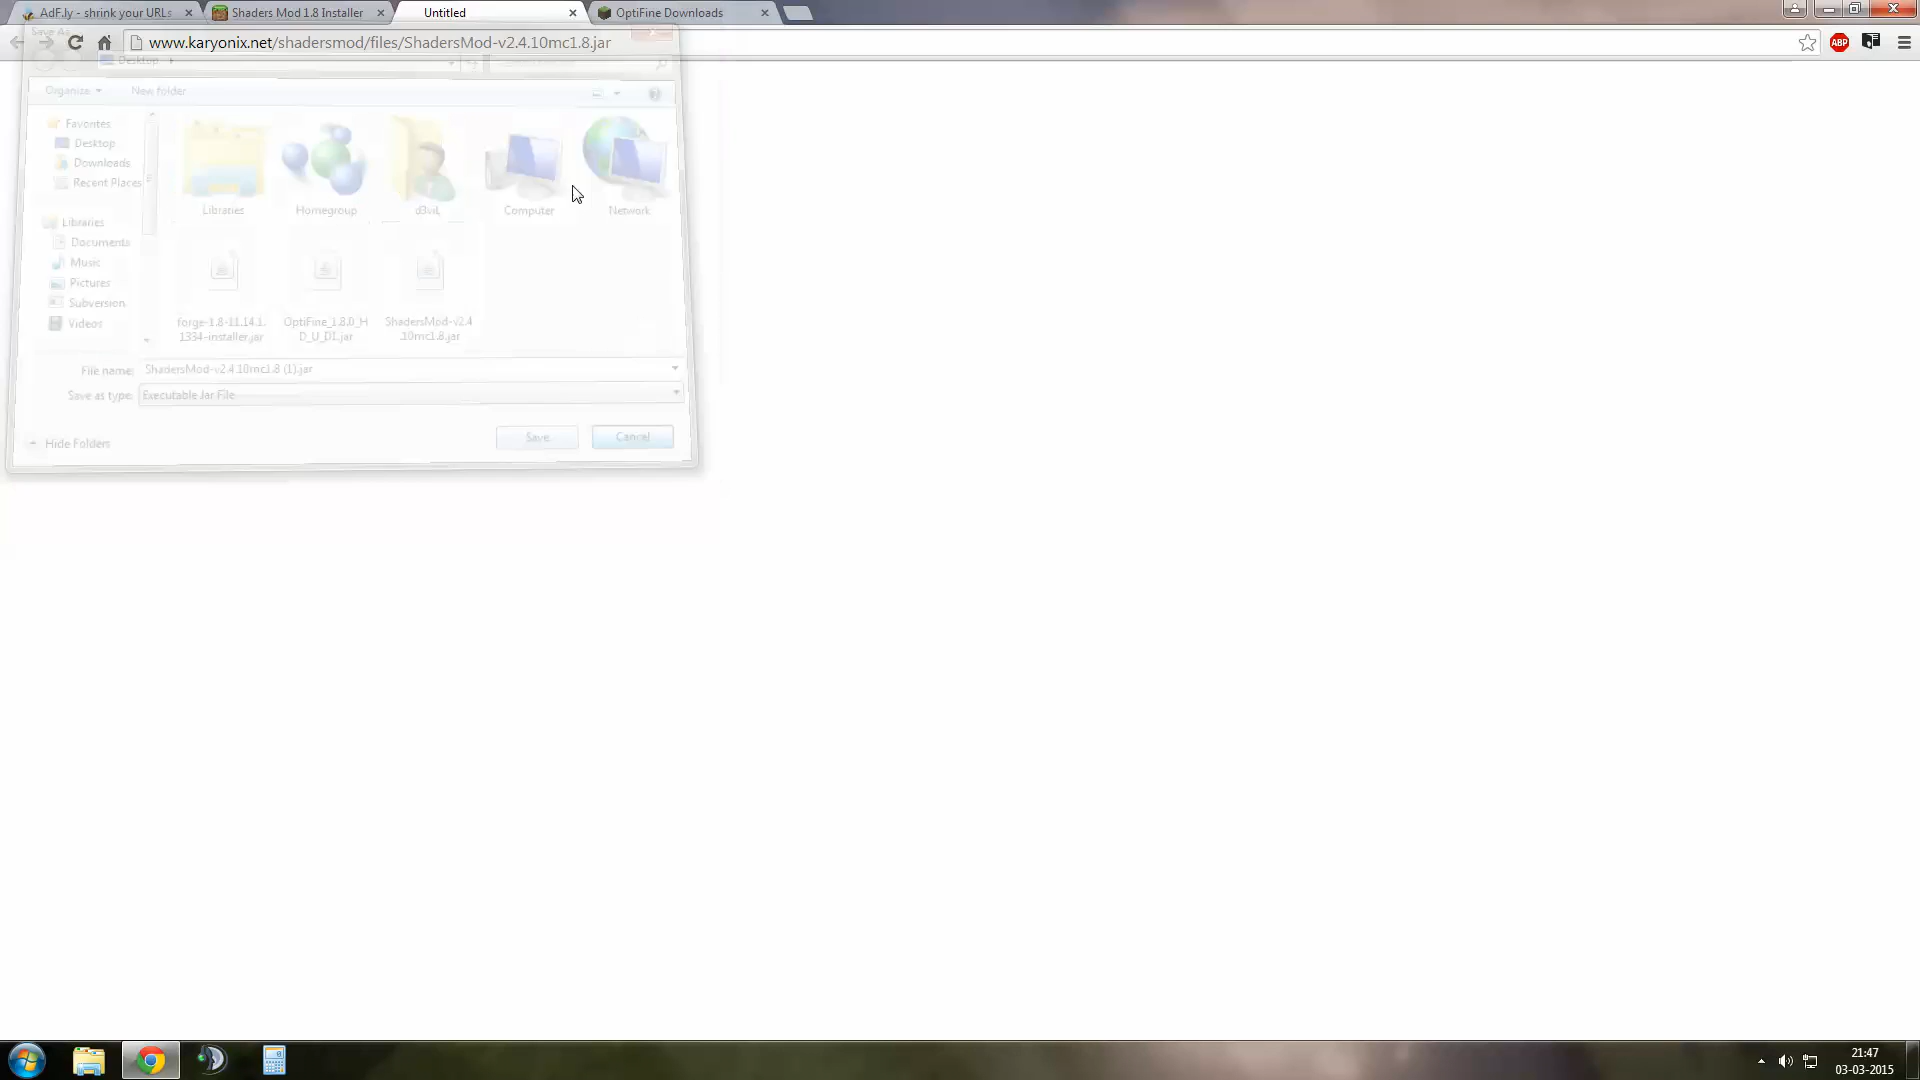 AdF.ly - shrink your URLs
Shaders Mod 1.8 Installer
Untitled
OptiFine Downloads
Save As
www.karyonix.net/shadersmod/files/ShadersMod-v2.4.10mc1.8.jar
ABP
Desktop
Organize
New folder
Favorites
Desktop
Downloads
Recent Places
Libraries
Documents
Music
Pictures
Subversion
Videos
Libraries
Homegroup
d3viL
Computer
Network
forge-1.8-11.14.1.
1334-installer.jar
OptiFine_1.8.0_H
D_U_D1.jar
ShadersMod-v2.4
.10mc1.8.jar
File name:
ShadersMod-v2.4.10mc1.8 (1).jar
Save as type:
Executable Jar File
Hide Folders
Save
Cancel
21:47
03-03-2015